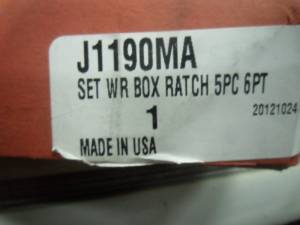 J1190MA
SET WR BOX RATCH 5PC 6PT
1
20121024
MADE IN USA